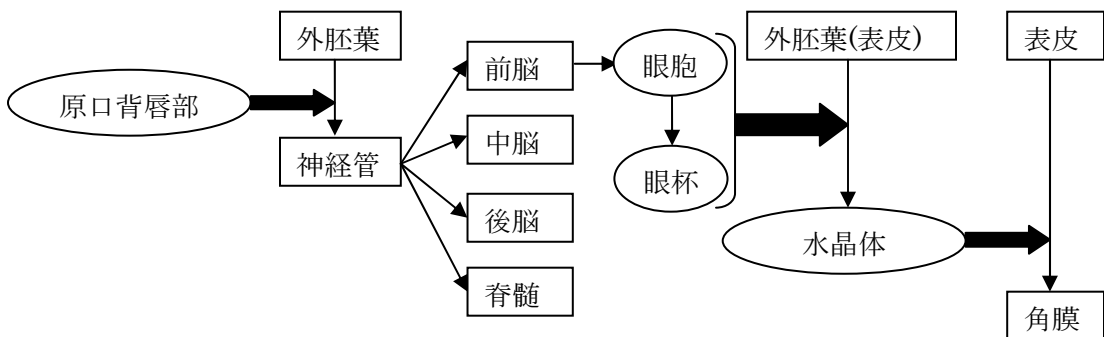 外胚葉
原口背唇部
神経管
前脳
中脳
後脳
脊髄
眼胞
眼杯
外胚葉(表皮)
水晶体
表皮
角膜